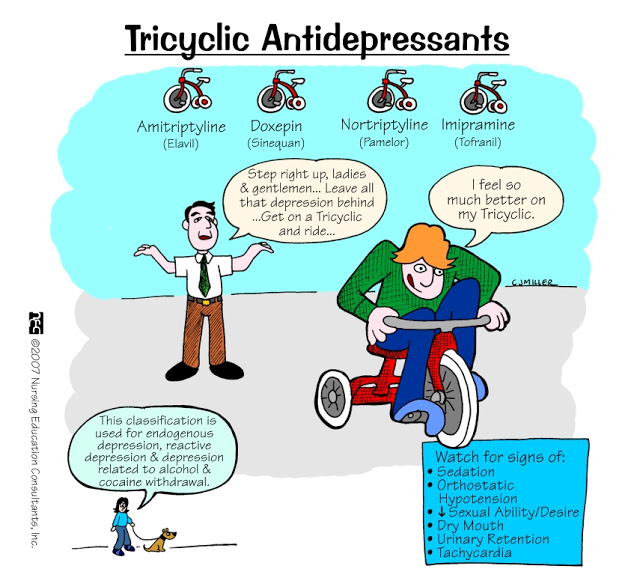 Tricyclic Antidepressants
Amitriptyline
(Elavil)
Doxepin
(Sinequan)
Nortriptyline
(Pamelor)
Imipramine
(Tofranil)
Step right up, ladies
& gentlemen... Leave all
that depression behind
...Get on a Tricyclic
and ride...
I feel so
much better on
my Tricyclic.
C.J.MILLER
©2007 Nursing Education Consultants, Inc.
This classification is
used for endogenous
depression, reactive
depression & depression
related to alcohol &
cocaine withdrawal.
Watch for signs of:
• Sedation
• Orthostatic
Hypotension
• ↓Sexual Ability/Desire
• Dry Mouth
• Urinary Retention
• Tachycardia